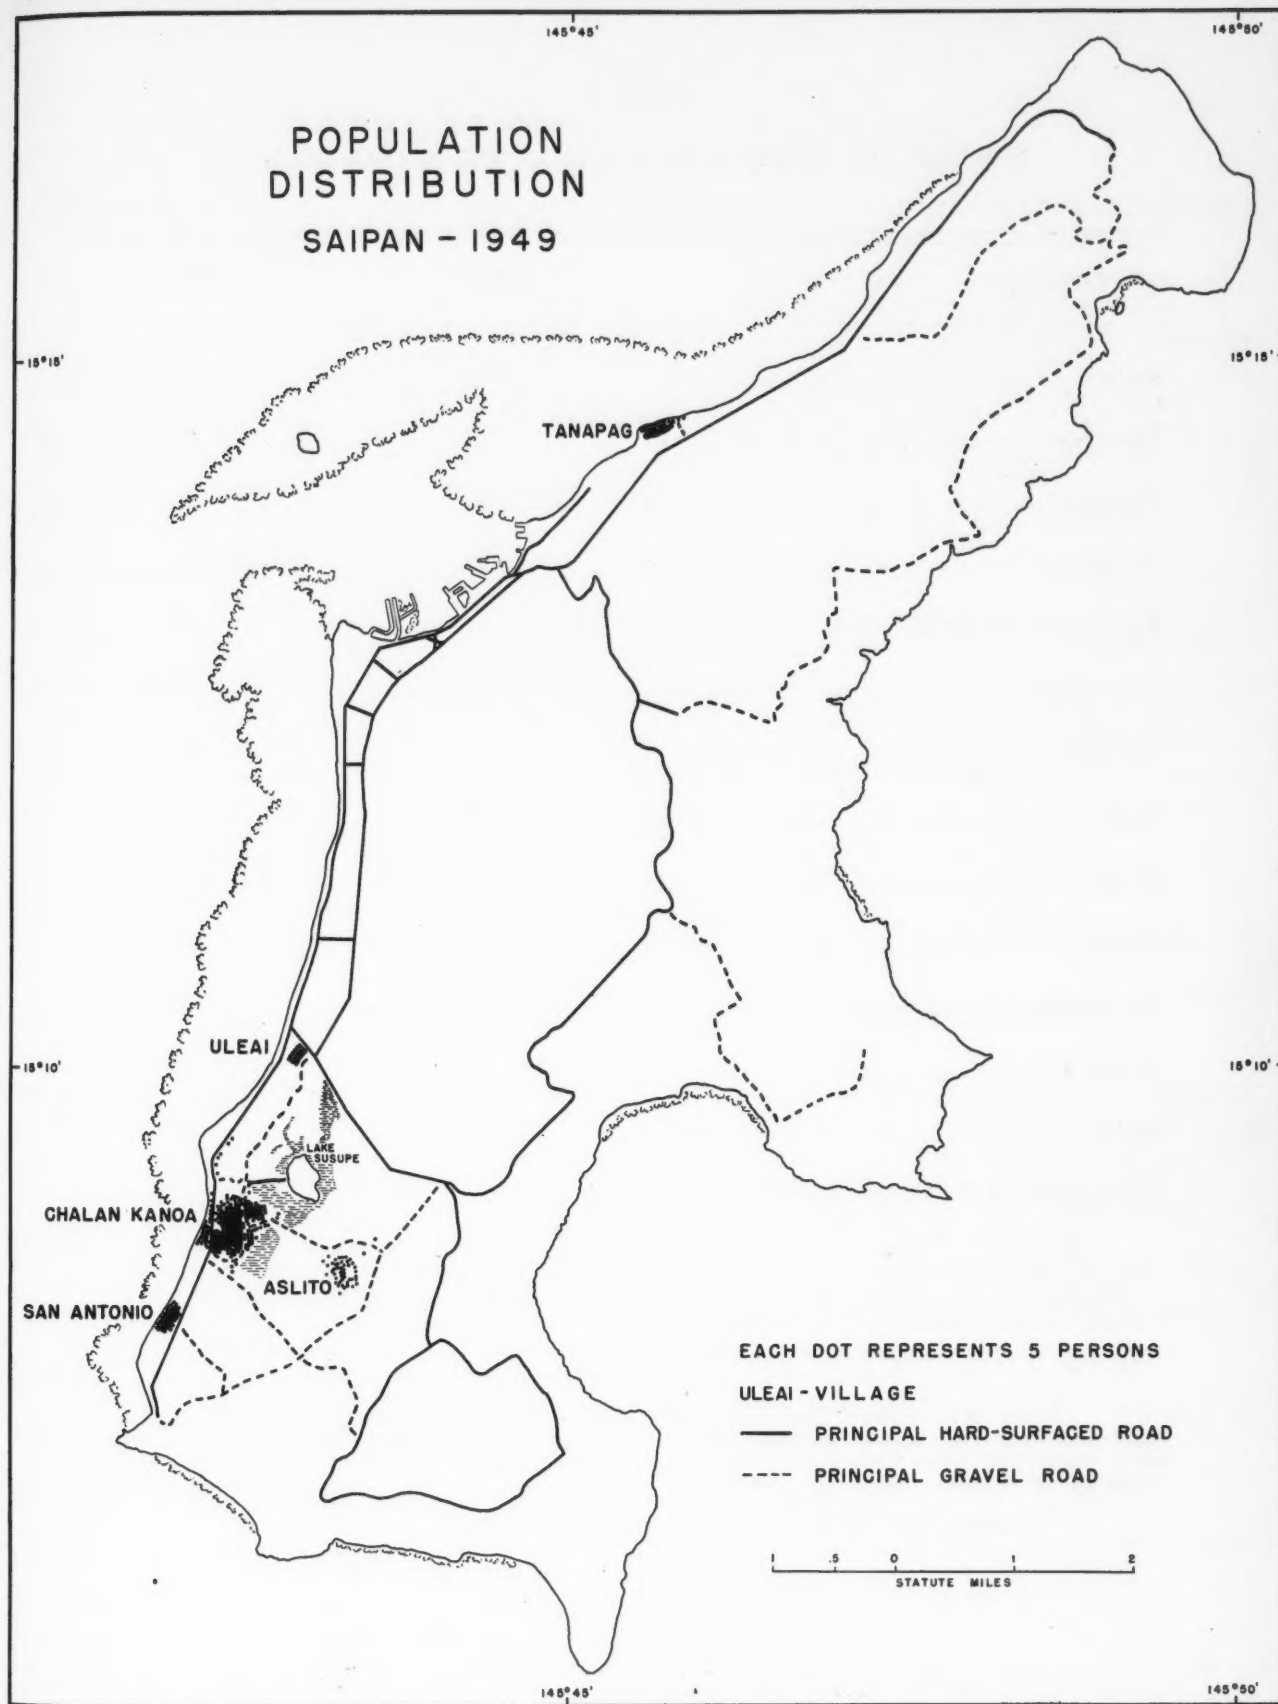 145°45'
145°50'
POPULATION
DISTRIBUTION
SAIPAN - 1949
15°15'
15°15'
TANAPAG
ULEAI
15°10'
15°10'
LAKE
SUSUPE
CHALAN KANOA
ASLITO
SAN ANTONIO
EACH DOT REPRESENTS 5 PERSONS
ULEAI - VILLAGE
PRINCIPAL HARD-SURFACED ROAD
PRINCIPAL GRAVEL ROAD
1 .5 0 1 2
STATUTE MILES
145°45'
145°50'